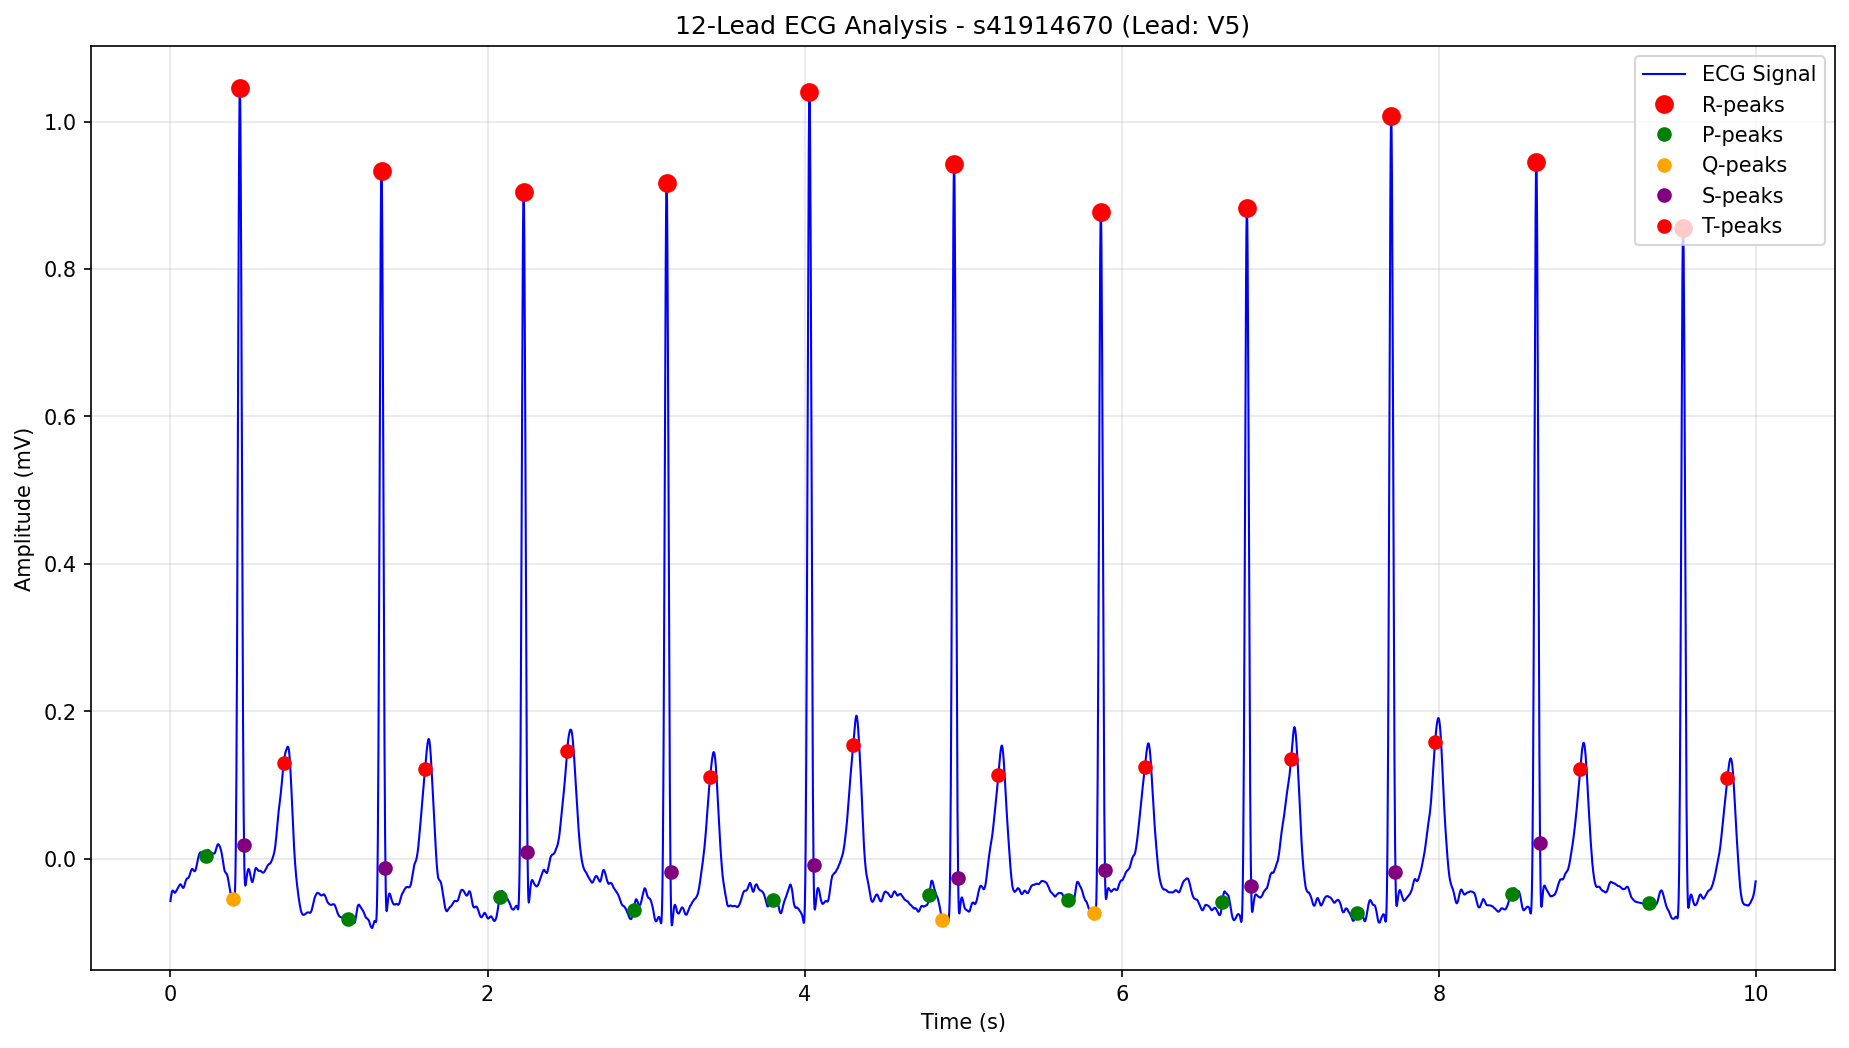 12-Lead ECG Analysis - s41914670 (Lead: V5)
ECG Signal
R-peaks
P-peaks
Q-peaks
S-peaks
T-peaks
1.0
0.8
0.6
0.4
0.2
0.0
Amplitude (mV)
0 2 4 6 8 10
Time (s)